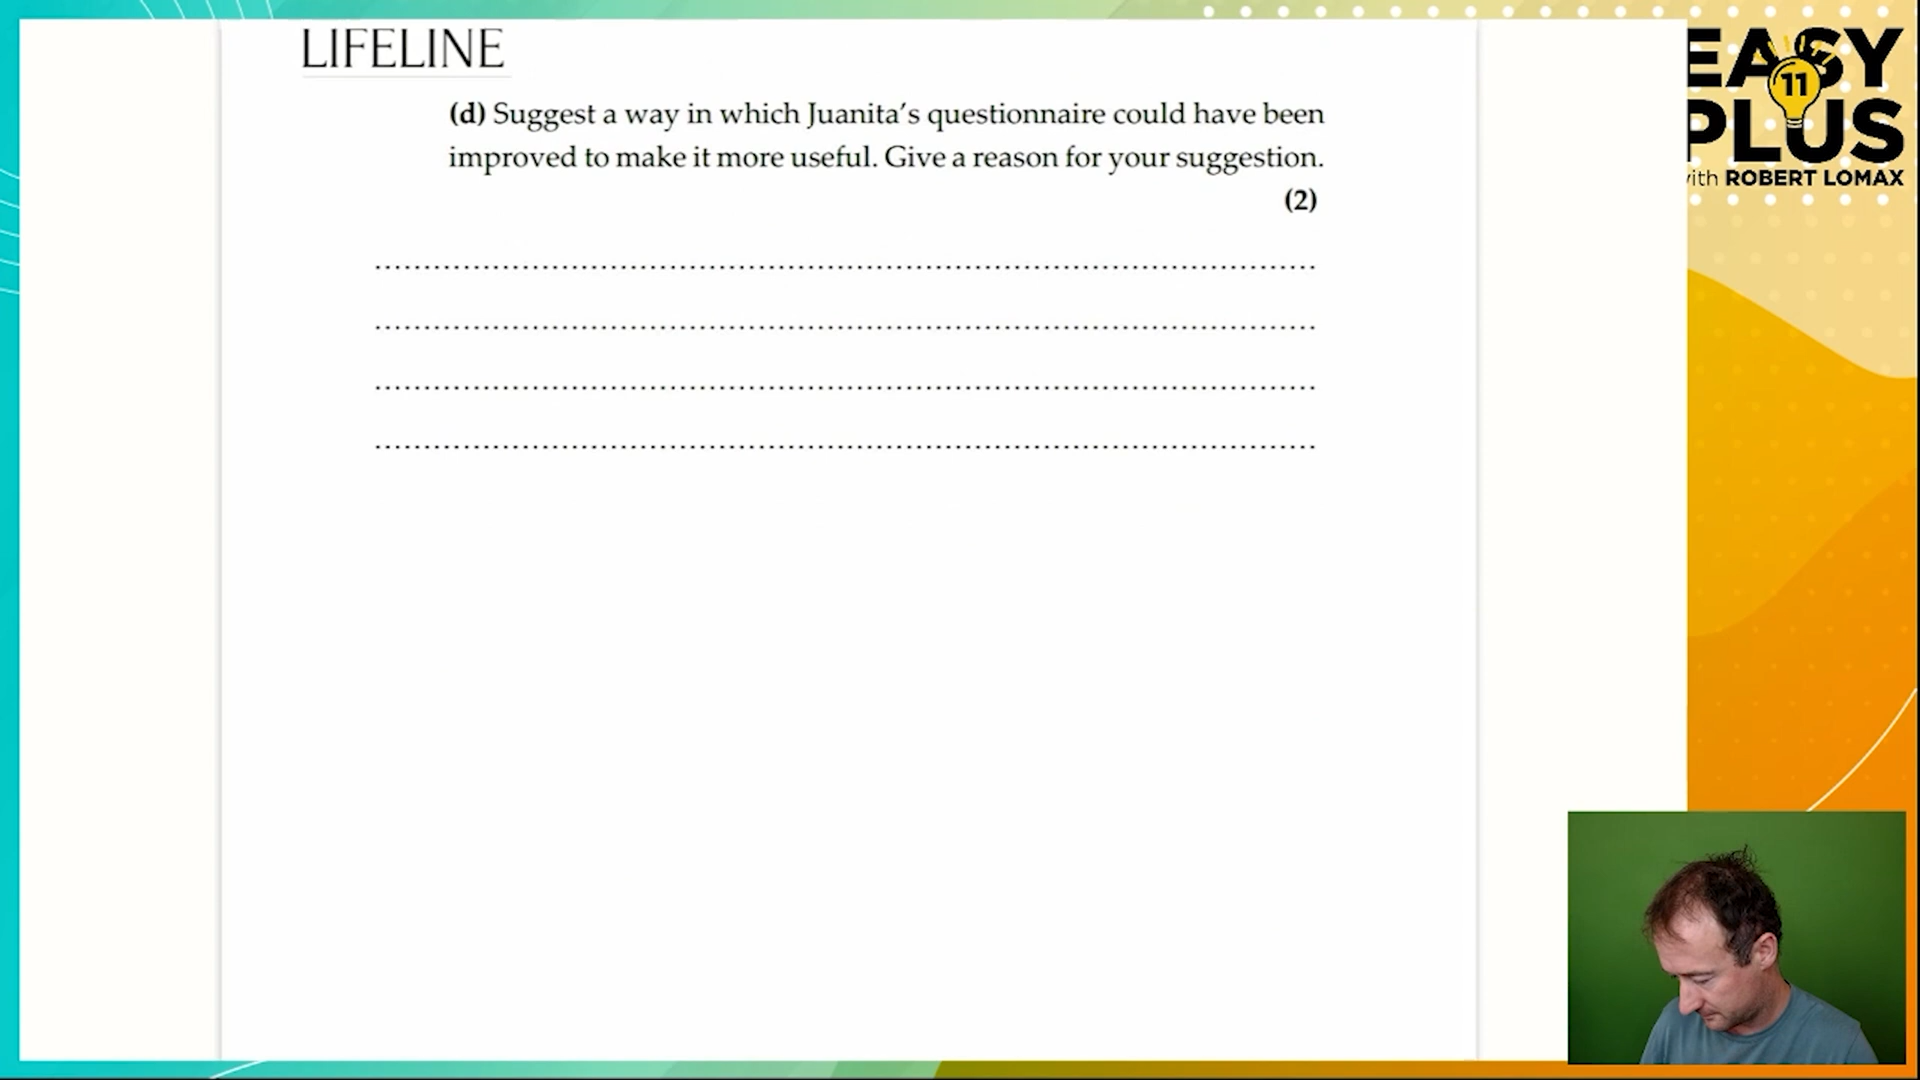 LIFELINE
(d) Suggest a way in which Juanita's questionnaire could have been
improved to make it more useful. Give a reason for your suggestion.
(2)
EASY
11
PLUS
with ROBERT LOMAX